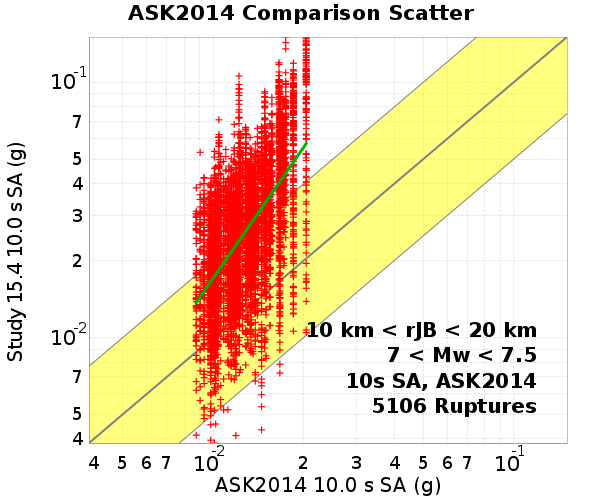 ASK2014 Comparison Scatter
Study 15.4 10.0 s SA (g)
10⁻¹
7
5
4
3
2
10⁻²
7
5
4
10 km < rJB < 20 km
7 < Mw < 7.5
10s SA, ASK2014
5106 Ruptures
4 5 6 7 10⁻² 2 3 4 5 6 7 10⁻¹
ASK2014 10.0 s SA (g)